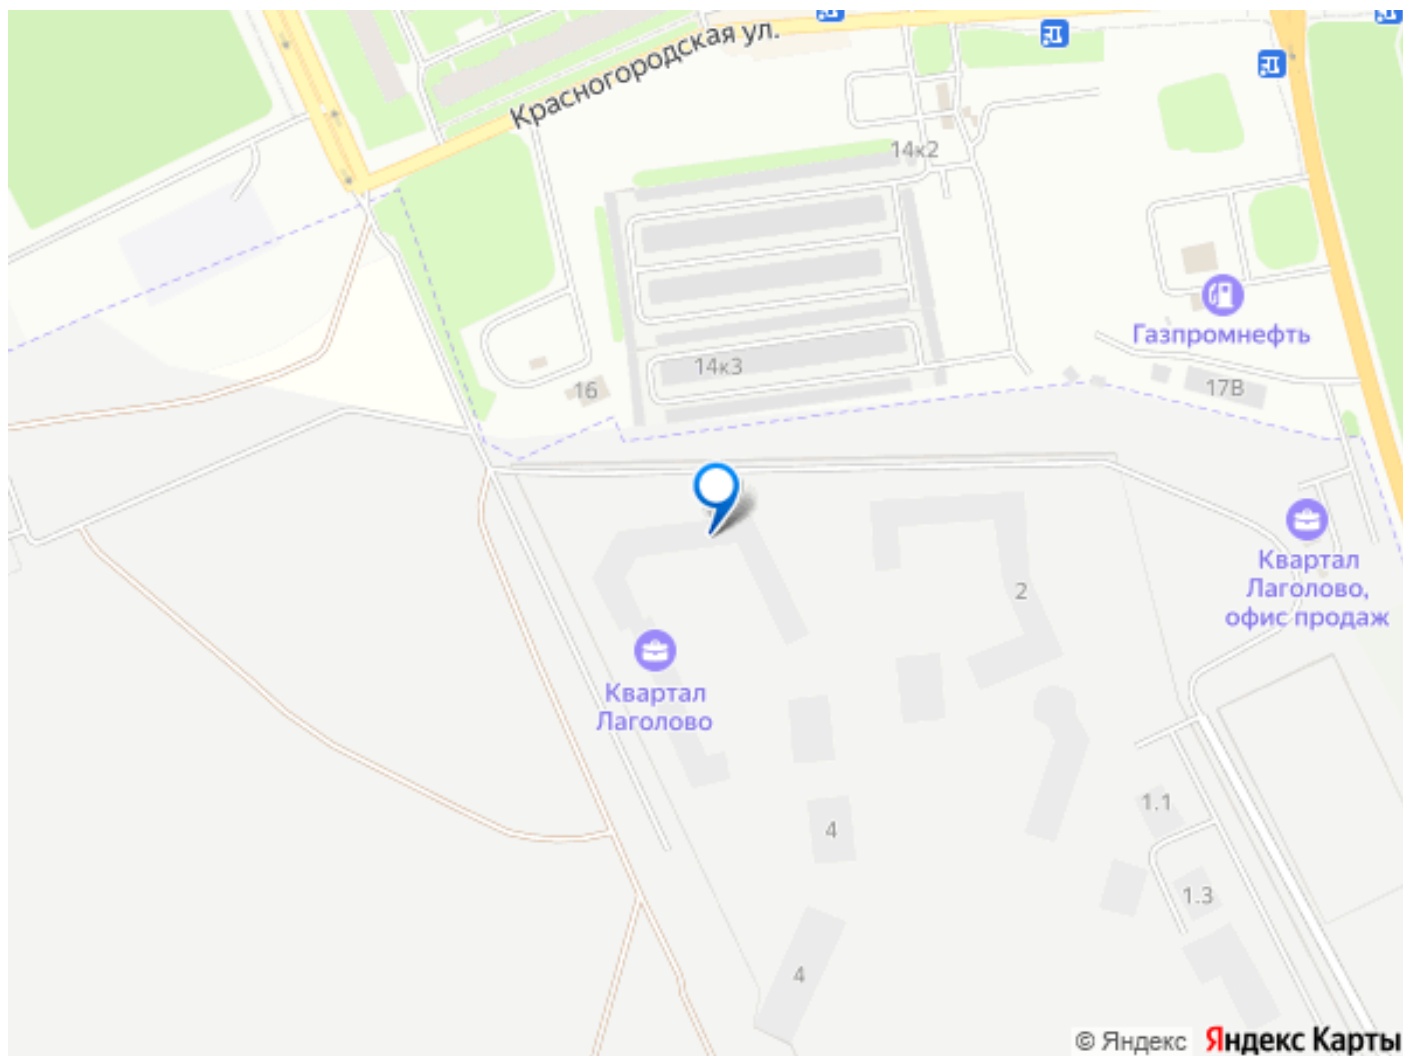 Красногородская ул.
14к2
Газпромнефть
14к3
16
17В
Квартал
Лаголово,
офис продаж
2
Квартал
Лаголово
1.1
4
1.3
4
© Яндекс
Яндекс Карты